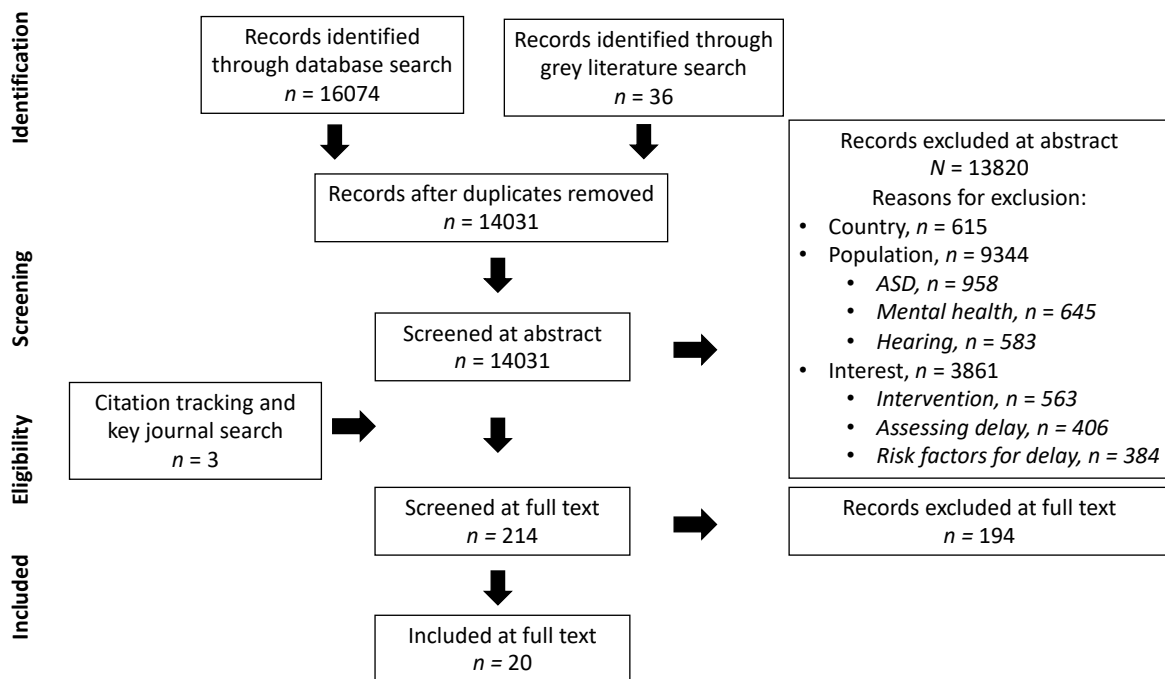 Identification
Records identified
through database search
n = 16074
Records identified through
grey literature search
n = 36
Records after duplicates removed
n = 14031
Screening
Screened at abstract
n = 14031
Records excluded at abstract
N = 13820
Reasons for exclusion:
• Country, n = 615
• Population, n = 9344
• ASD, n = 958
• Mental health, n = 645
• Hearing, n = 583
• Interest, n = 3861
• Intervention, n = 563
• Assessing delay, n = 406
• Risk factors for delay, n = 384
Eligibility
Citation tracking and
key journal search
n = 3
Screened at full text
n = 214
Records excluded at full text
n = 194
Included
Included at full text
n = 20